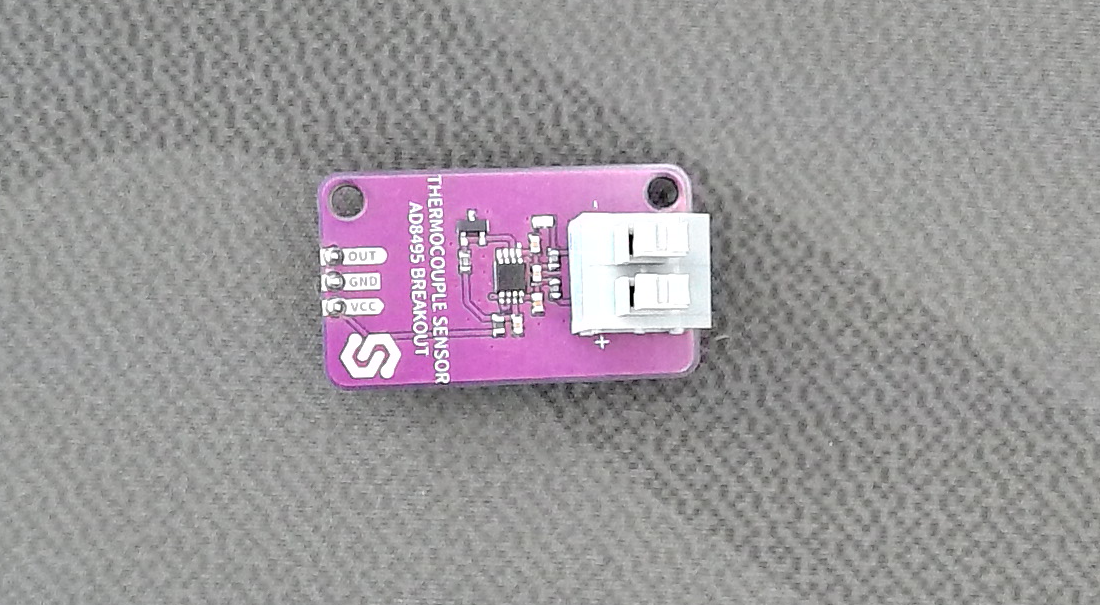 THERMOCOUPLE SENSOR
AD8495 BREAKOUT
OUT
GND
VCC
-
+